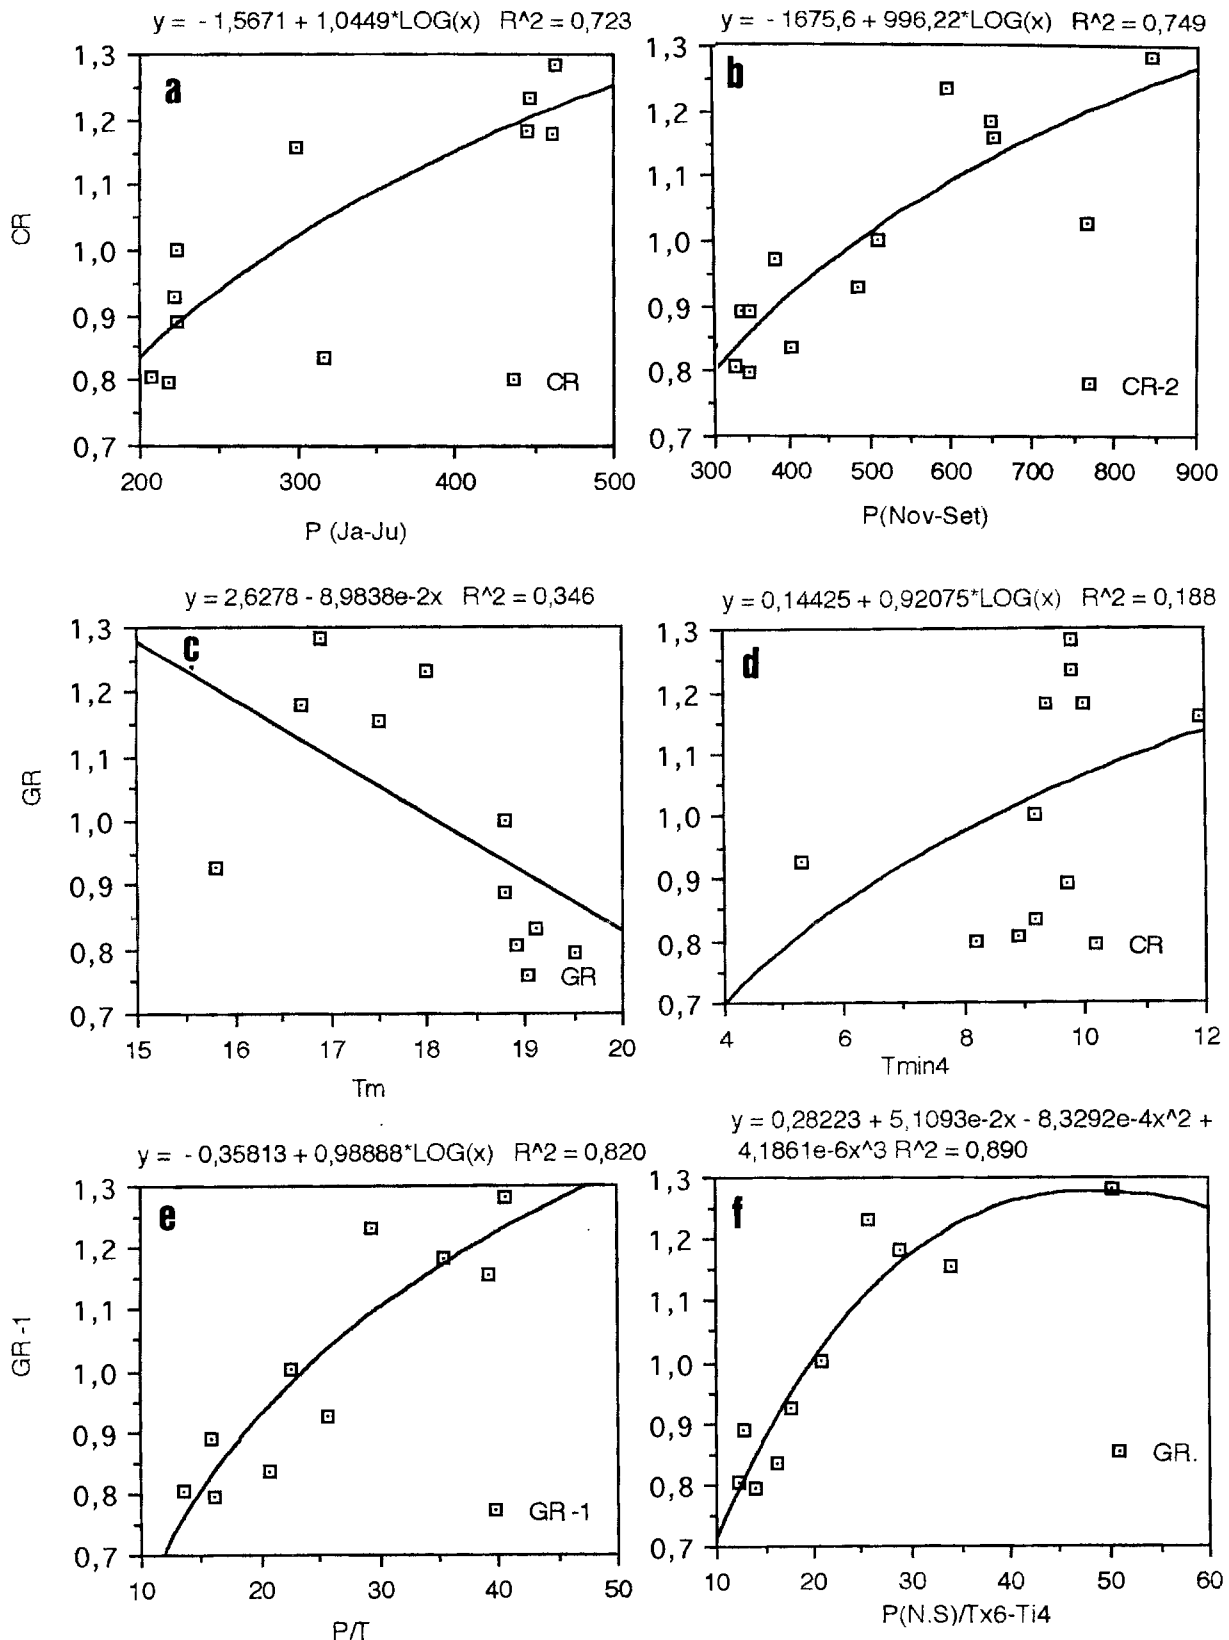 y = - 1,5671 + 1,0449*LOG(x) R^2 = 0,723
a
CR
1,3
1,2
1,1
1,0
0,9
0,8
0,7
CR
200 300 400 500
P (Ja-Ju)
y = - 1675,6 + 996,22*LOG(x) R^2 = 0,749
b
1,3
1,2
1,1
1,0
0,9
0,8
0,7
CR-2
300 400 500 600 700 800 900
P(Nov-Set)
y = 2,6278 - 8,9838e-2x R^2 = 0,346
c
GR
1,3
1,2
1,1
1,0
0,9
0,8
0,7
GR
15 16 17 18 19 20
Tm
y = 0,14425 + 0,92075*LOG(x) R^2 = 0,188
d
1,3
1,2
1,1
1,0
0,9
0,8
0,7
CR
4 6 8 10 12
Tmin4
y = - 0,35813 + 0,98888*LOG(x) R^2 = 0,820
e
GR-1
1,3
1,2
1,1
1,0
0,9
0,8
0,7
GR-1
10 20 30 40 50
P/T
y = 0,28223 + 5,1093e-2x - 8,3292e-4x^2 +
4,1861e-6x^3 R^2 = 0,890
f
1,3
1,2
1,1
1,0
0,9
0,8
0,7
GR.
10 20 30 40 50 60
P(N.S)/Tx6-Ti4